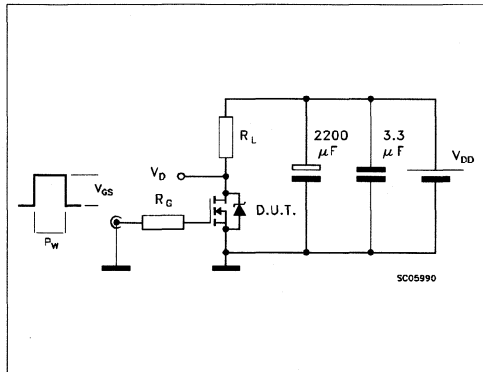 R_L
2200 µF
3.3 µF
V_DD
V_D
V_GS
R_G
D.U.T.
P_W
SC05990